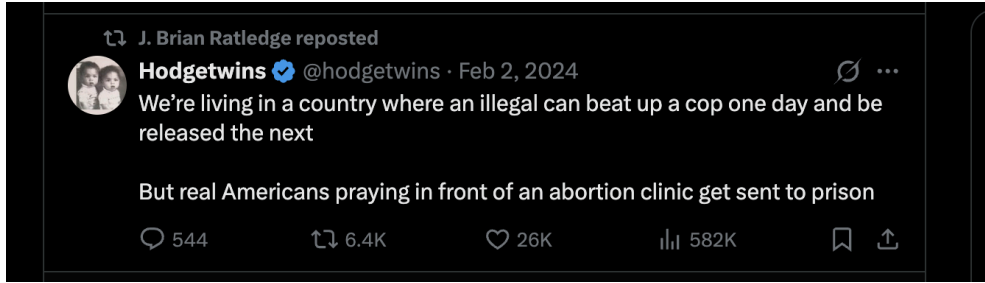 J. Brian Ratledge reposted
Hodgetwins @hodgetwins · Feb 2, 2024
We’re living in a country where an illegal can beat up a cop one day and be
released the next
But real Americans praying in front of an abortion clinic get sent to prison
544 6.4K 26K 582K